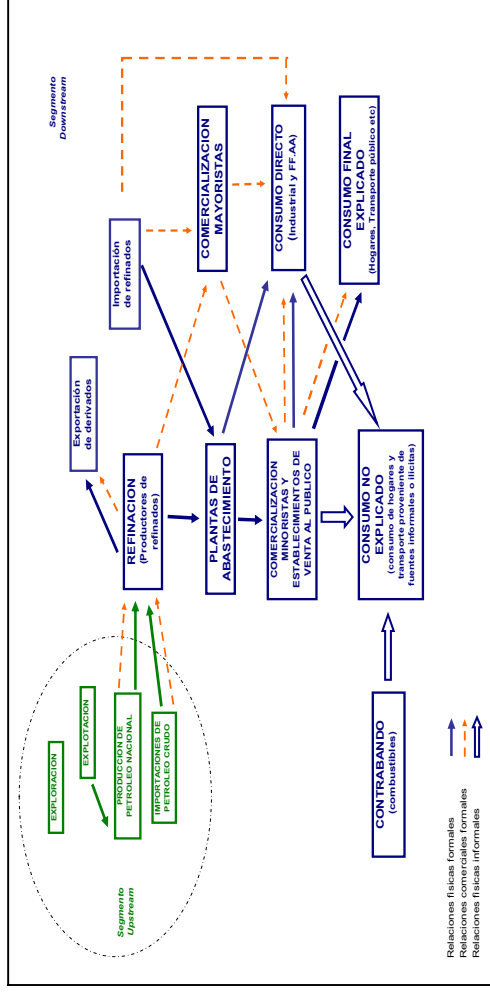 Segmento
Downstream
Importación
de refinados
Exportación
de derivados
COMERCIALIZACION
MAYORISTAS
CONSUMO DIRECTO
(Industrial y FF.AA)
CONSUMO FINAL
EXPLICADO
(Hogares, Transporte público etc)
REFINACION
(Productores de
refinados)
PLANTAS DE
ABASTECIMIENTO
COMERCIALIZACION
MINORISTAS Y
ESTABLECIMIENTOS DE
VENTA AL PUBLICO
CONSUMO NO
EXPLICADO
(consumo de hogares y
transporte proveniente de
fuentes informales o ilicitas)
EXPLORACION
EXPLOTACION
PRODUCCION DE
PETROLEO NACIONAL
IMPORTACIONES DE
PETROLEO CRUDO
Segmento
Upstream
CONTRABANDO
(combustibles)
Relaciones físicas formales
Relaciones comerciales formales
Relaciones físicas informales